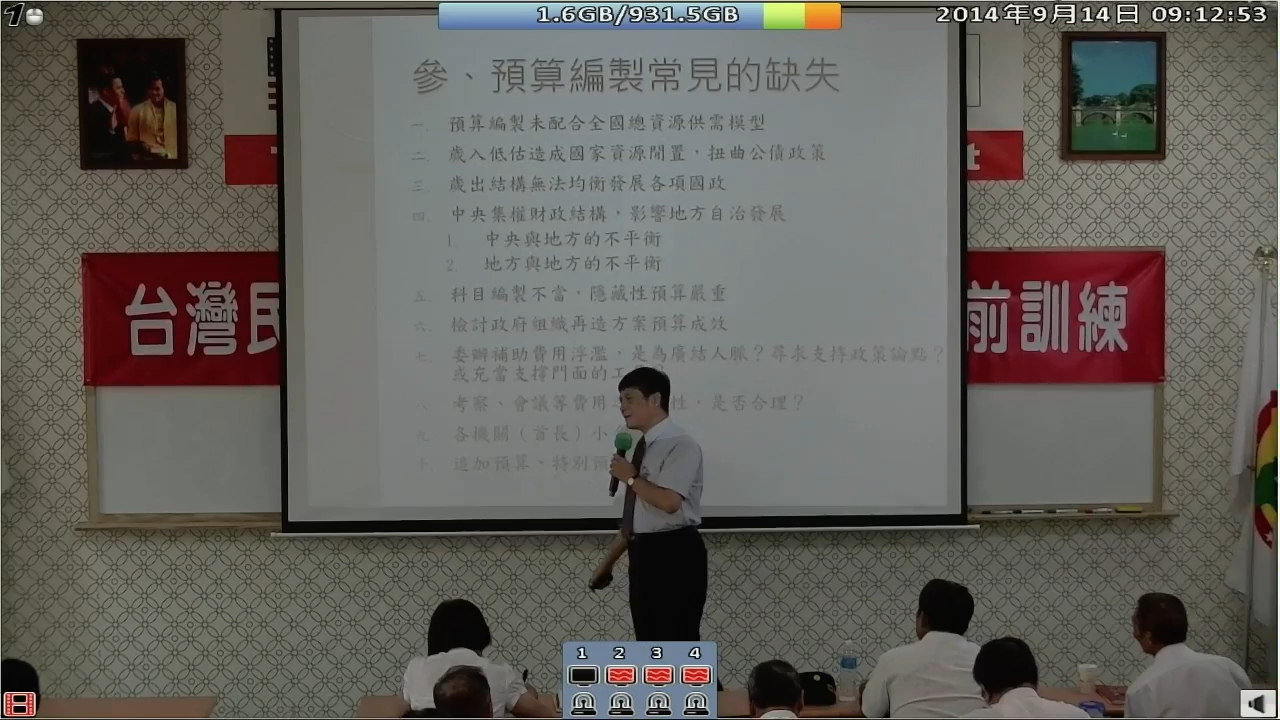 1
1.6GB/931.5GB
2014年9月14日 09:12:53
參、預算編製常見的缺失
一. 預算編製未配合全國總資源供需模型
二. 歲入低估造成國家資源閒置，扭曲公債政策
三. 歲出結構無法均衡發展各項國政
四. 中央集權財政結構，影響地方自治發展
1. 中央與地方的不平衡
2. 地方與地方的不平衡
五. 科目編製不當，隱藏性預算嚴重
六. 檢討政府組織再造方案預算成效
七. 委辦補助費用浮濫，是為廣結人脈？尋求支持政策論點？
或充當支撐門面的工
八. 考察、會議等費用 性，是否合理？
九. 各機關（首長）小
十. 追加預算、特別預
t
台灣民
前訓練
1 2 3 4